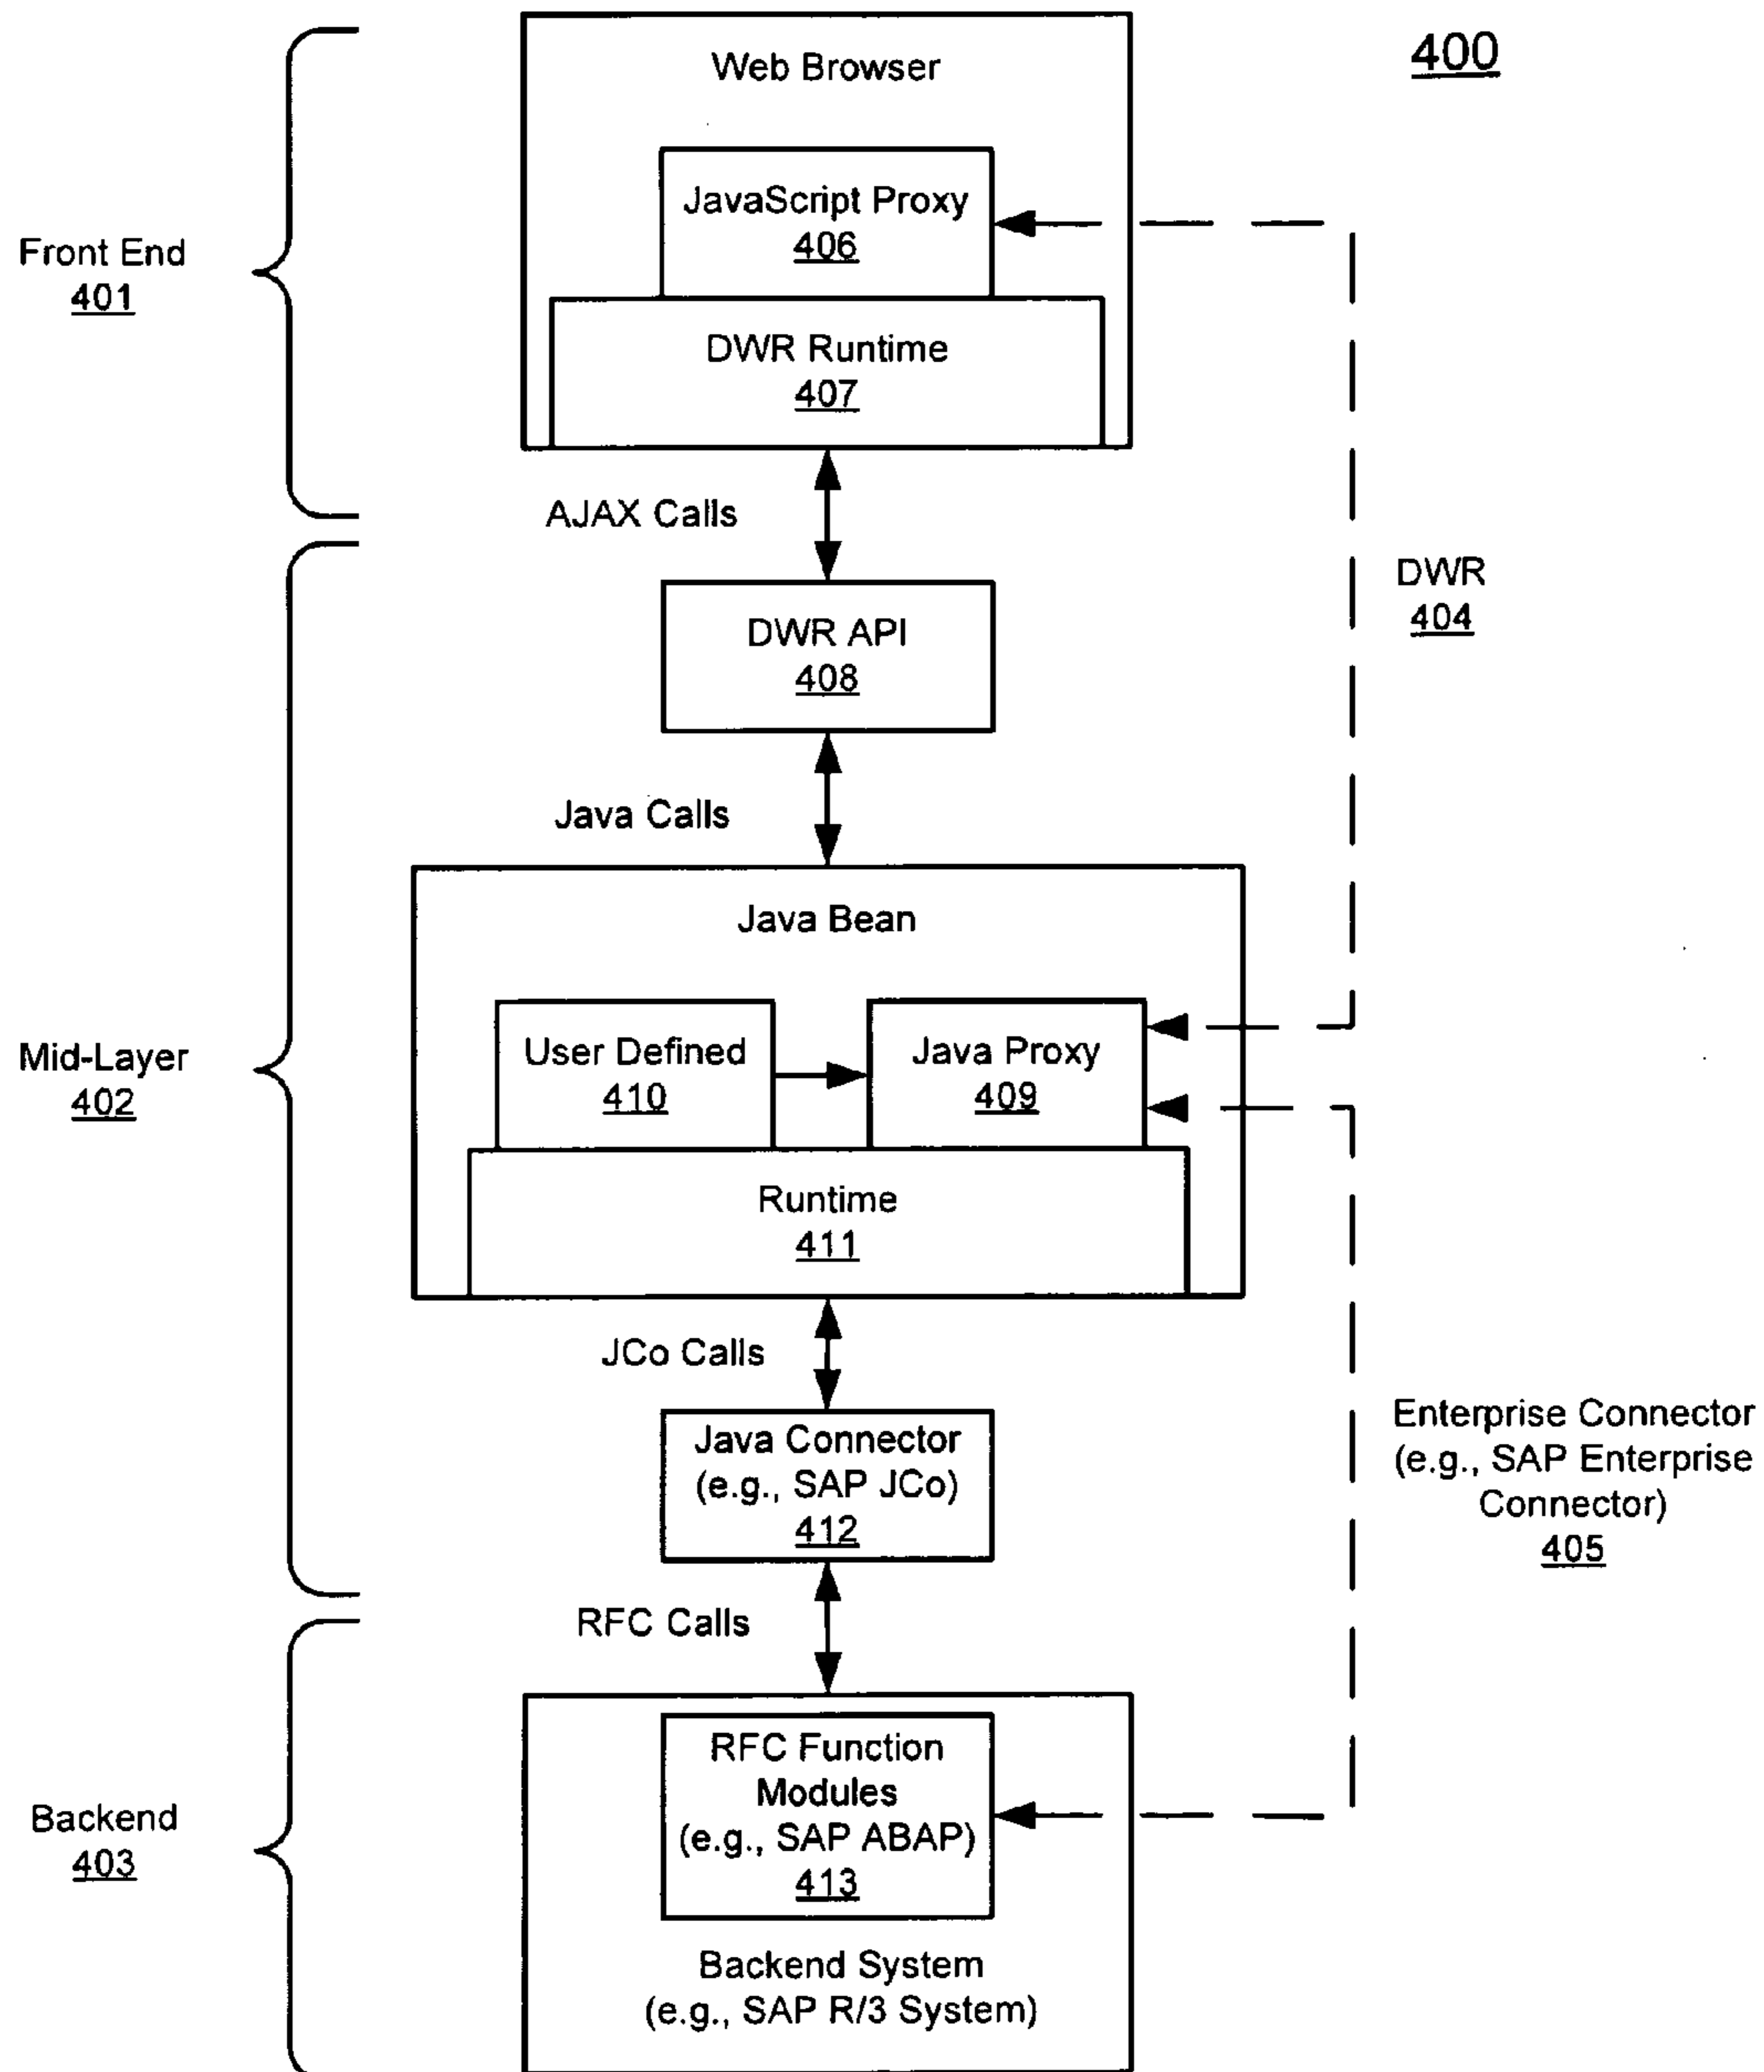 400
Web Browser
JavaScript Proxy
406
Front End
401
DWR Runtime
407
AJAX Calls
DWR
404
DWR API
408
Java Calls
Java Bean
User Defined
410
Java Proxy
409
Mid-Layer
402
Runtime
411
JCo Calls
Java Connector
(e.g., SAP JCo)
412
Enterprise Connector
(e.g., SAP Enterprise
Connector)
405
RFC Calls
RFC Function
Modules
(e.g., SAP ABAP)
413
Backend
403
Backend System
(e.g., SAP R/3 System)